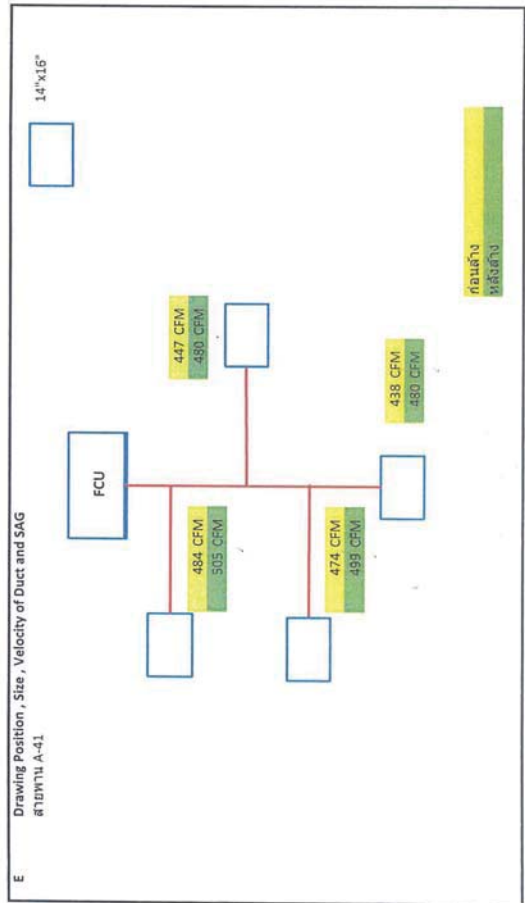 E Drawing Position , Size , Velocity of Duct and SAG
สายพาน A-41
14"x16"
FCU
447 CFM
480 CFM
484 CFM
505 CFM
474 CFM
499 CFM
438 CFM
480 CFM
ก่อนล้าง
หลังล้าง